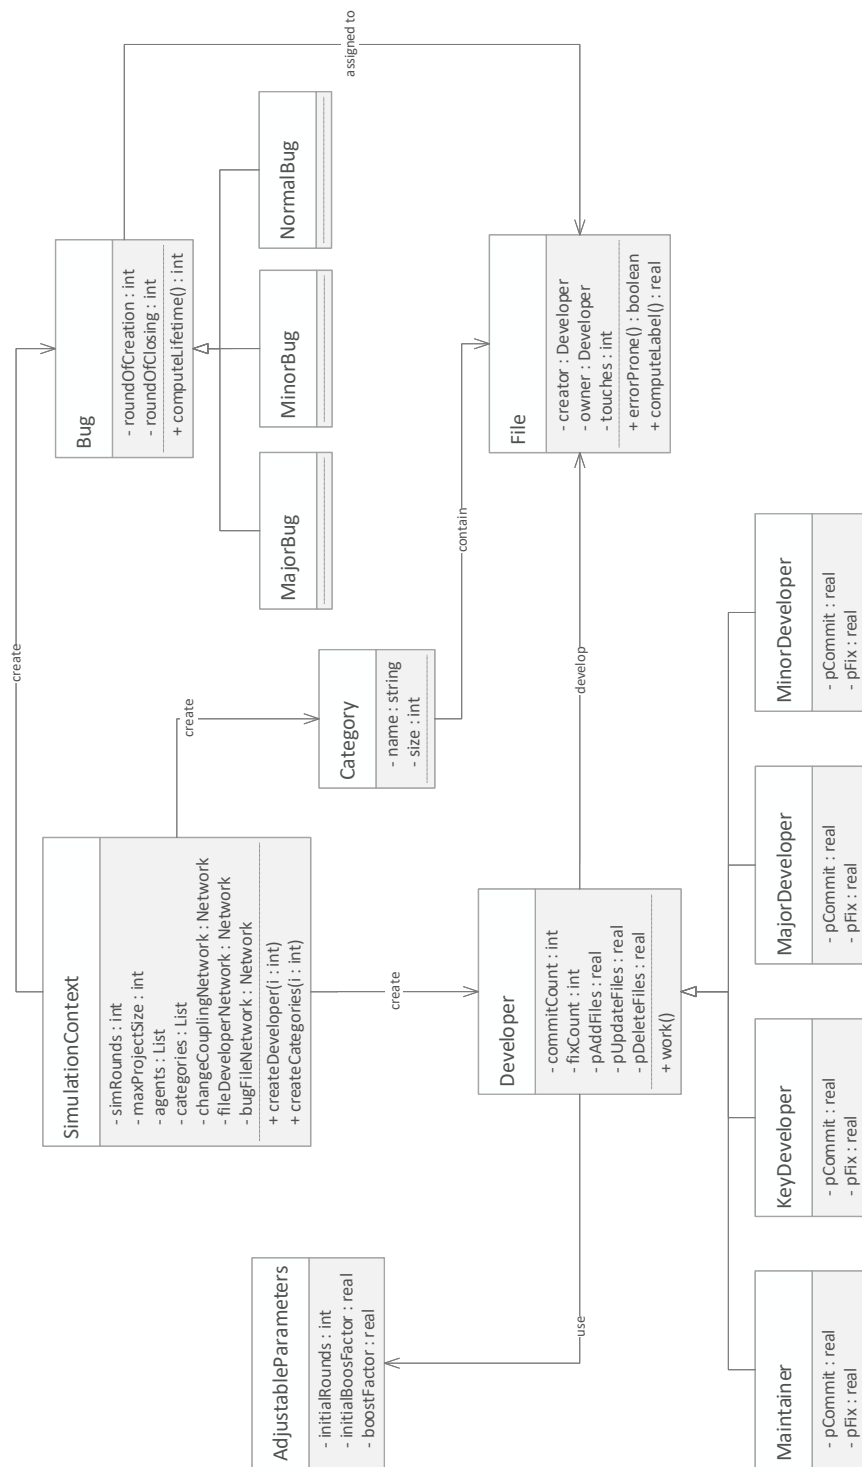 AdjustableParameters
- initialRounds : int
- initialBoosFactor : real
- boostFactor : real
SimulationContext
- simRounds : int
- maxProjectSize : int
- agents : List
- categories : List
- changeCouplingNetwork : Network
- fileDeveloperNetwork : Network
- bugFileNetwork : Network
+ createDeveloper(i : int)
+ createCategories(i : int)
create
create
create
Bug
- roundOfCreation : int
- roundOfClosing : int
+ computeLifetime() : int
assigned to
Category
- name : string
- size : int
MajorBug
MinorBug
NormalBug
contain
use
Developer
- commitCount : int
- fixCount : int
- pAddFiles : real
- pUpdateFiles : real
- pDeleteFiles : real
+ work()
develop
File
- creator : Developer
- owner : Developer
- touches : int
+ errorProne() : boolean
+ computeLabel() : real
Maintainer
- pCommit : real
- pFix : real
KeyDeveloper
- pCommit : real
- pFix : real
MajorDeveloper
- pCommit : real
- pFix : real
MinorDeveloper
- pCommit : real
- pFix : real